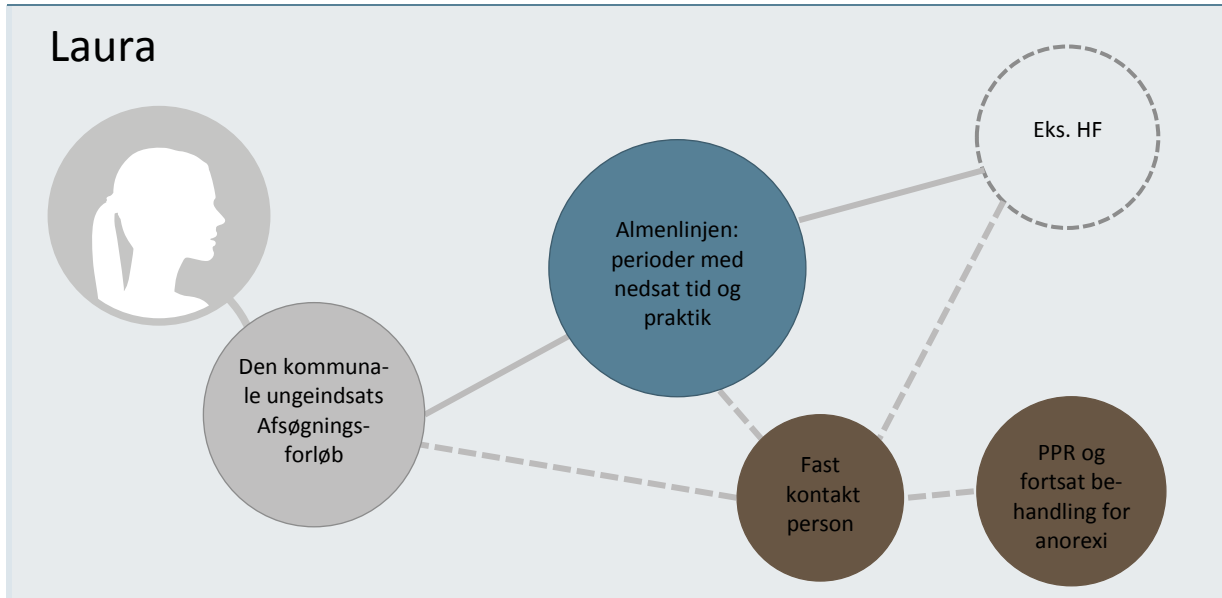 Laura
Den kommuna-
le ungeindsats
Afsøgnings-
forløb
Almenlinjen:
perioder med
nedsat tid og
praktik
Eks. HF
Fast
kontakt
person
PPR og
fortsat be-
handling for
anorexi